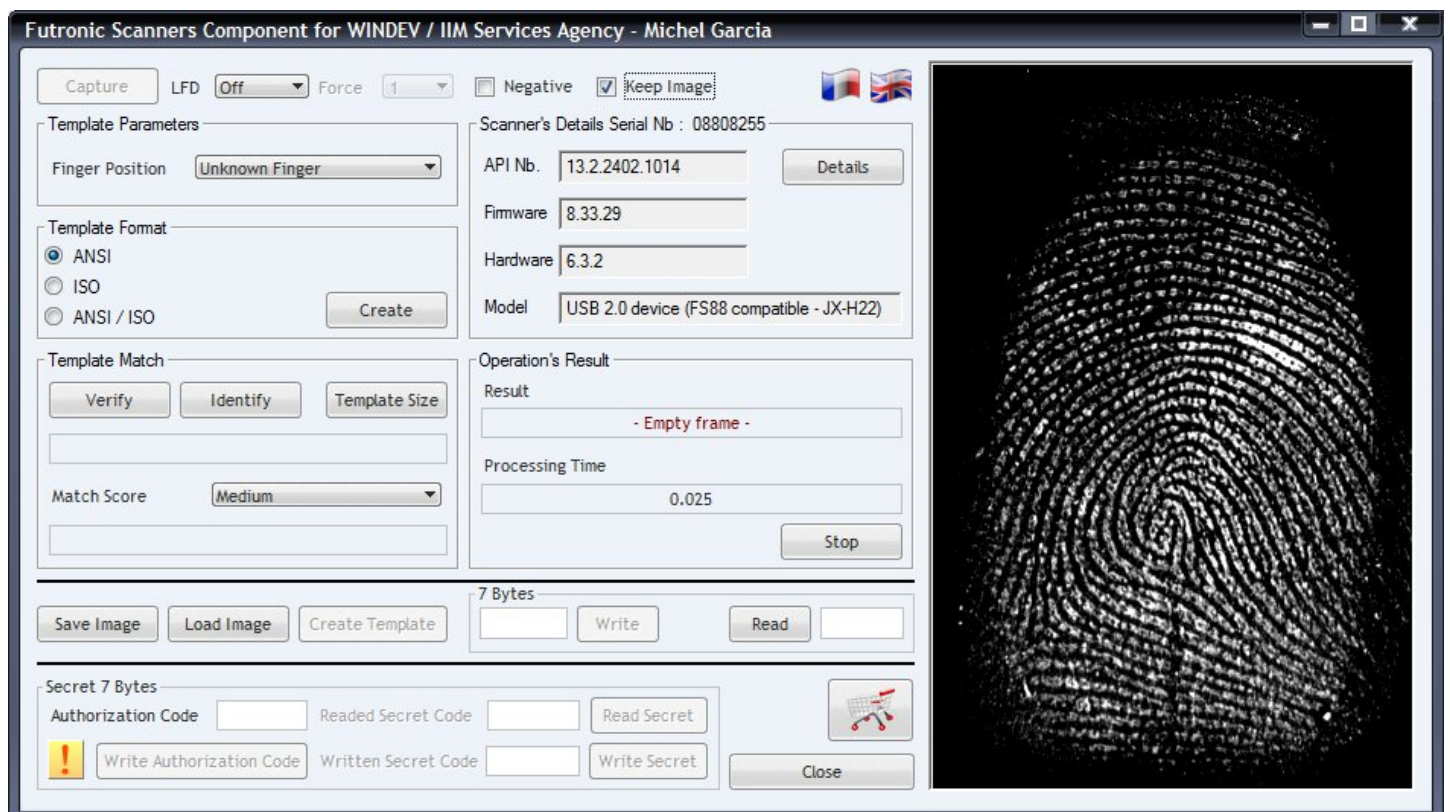 Futronic Scanners Component for WINDEV / IIM Services Agency - Michel Garcia
Capture LFD Off Force 1 Negative Keep Image
Template Parameters
Finger Position Unknown Finger
Template Format
ANSI
ISO
ANSI / ISO
Create
Scanner's Details Serial Nb : 08808255
API Nb. 13.2.2402.1014 Details
Firmware 8.33.29
Hardware 6.3.2
Model USB 2.0 device (FS88 compatible - JX-H22)
Template Match
Verify Identify Template Size
Match Score Medium
Operation's Result
Result
- Empty frame -
Processing Time
0.025
Stop
Save Image Load Image Create Template
7 Bytes
Write Read
Secret 7 Bytes
Authorization Code Readed Secret Code Read Secret
! Write Authorization Code Written Secret Code Write Secret
Close